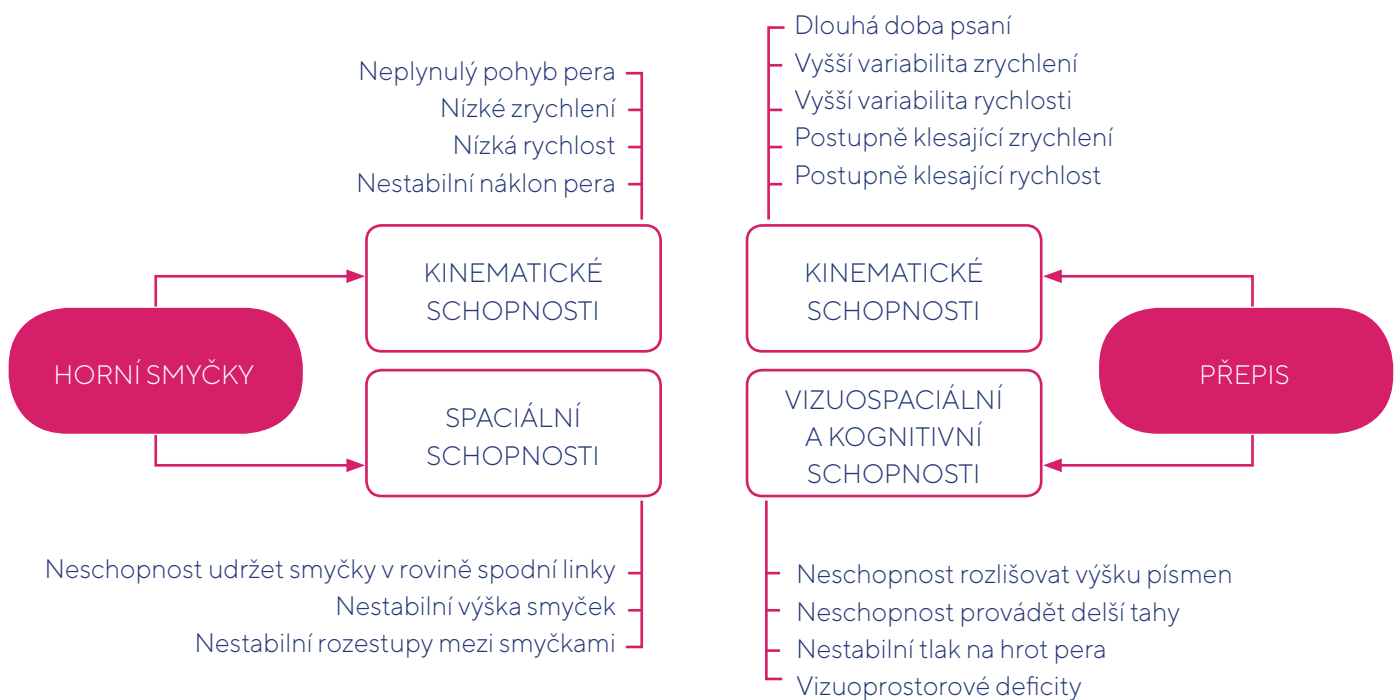 Neplynulý pohyb pera
Nízké zrychlení
Nízká rychlost
Nestabilní náklon pera
KINEMATICKÉ
SCHOPNOSTI
HORNÍ SMYČKY
SPACIÁLNÍ
SCHOPNOSTI
Neschopnost udržet smyčky v rovině spodní linky
Nestabilní výška smyček
Nestabilní rozestupy mezi smyčkami
Dlouhá doba psaní
Vyšší variabilita zrychlení
Vyšší variabilita rychlosti
Postupně klesající zrychlení
Postupně klesající rychlost
KINEMATICKÉ
SCHOPNOSTI
PŘEPIS
VIZUOSPACIÁLNÍ
A KOGNITIVNÍ
SCHOPNOSTI
Neschopnost rozlišovat výšku písmen
Neschopnost provádět delší tahy
Nestabilní tlak na hrot pera
Vizuoprostorové deficity